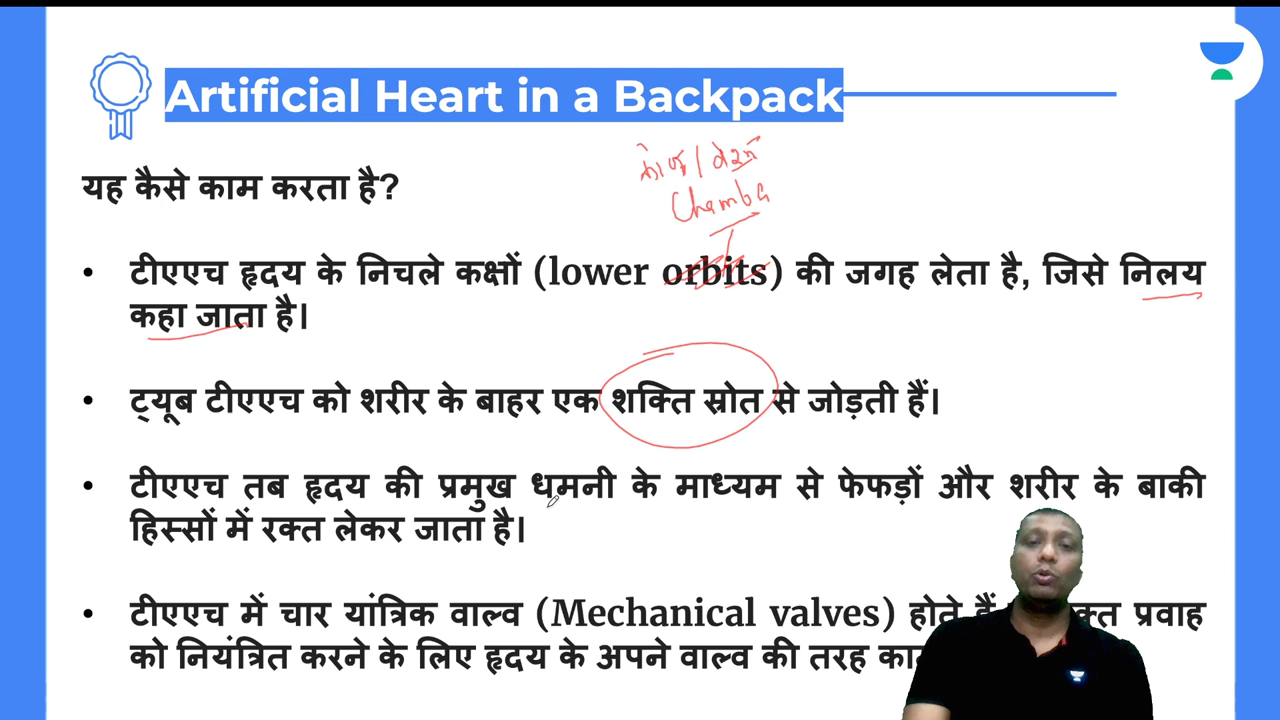 Artificial Heart in a Backpack
यह कैसे काम करता है?
• टीएएच हृदय के निचले कक्षों (lower orbits) की जगह लेता है, जिसे निलय
कहा जाता है।
• ट्यूब टीएएच को शरीर के बाहर एक शक्ति स्रोत से जोड़ती हैं।
• टीएएच तब हृदय की प्रमुख धमनी के माध्यम से फेफड़ों और शरीर के बाकी
हिस्सों में रक्त लेकर जाता है।
• टीएएच में चार यांत्रिक वाल्व (Mechanical valves) होते प्रवाह
को नियंत्रित करने के लिए हृदय के अपने वाल्व की तरह